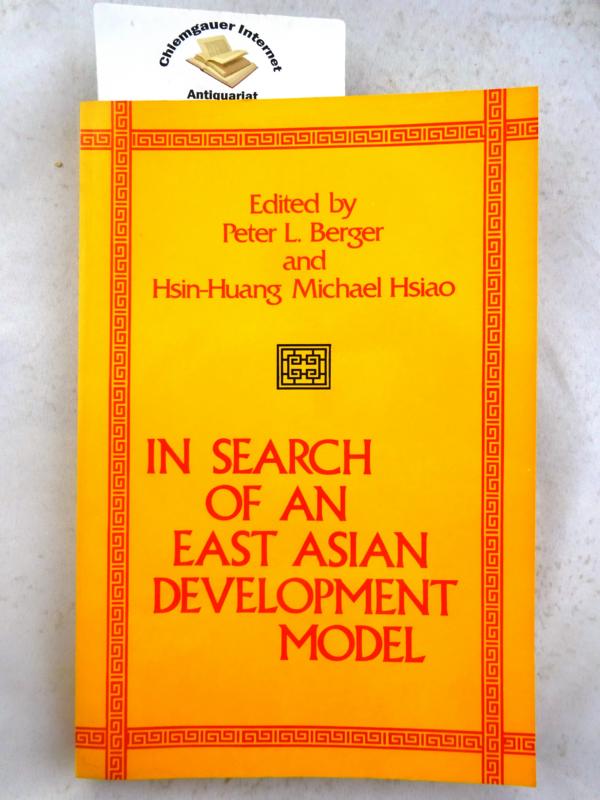 Chiemgauer Internet
Antiquariat
Edited by
Peter L. Berger
and
Hsin-Huang Michael Hsiao
IN SEARCH
OF AN
EAST ASIAN
DEVELOPMENT
MODEL